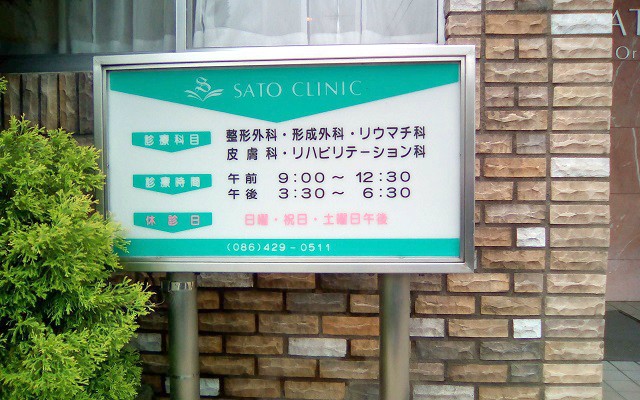 SATO CLINIC
診療科目
整形外科・形成外科・リウマチ科
皮膚科・リハビリテーション科
診療時間
午前 9:00～ 12:30
午後 3:30～ 6:30
休診日
日曜・祝日・土曜日午後
(086)429-0511
AT
Or